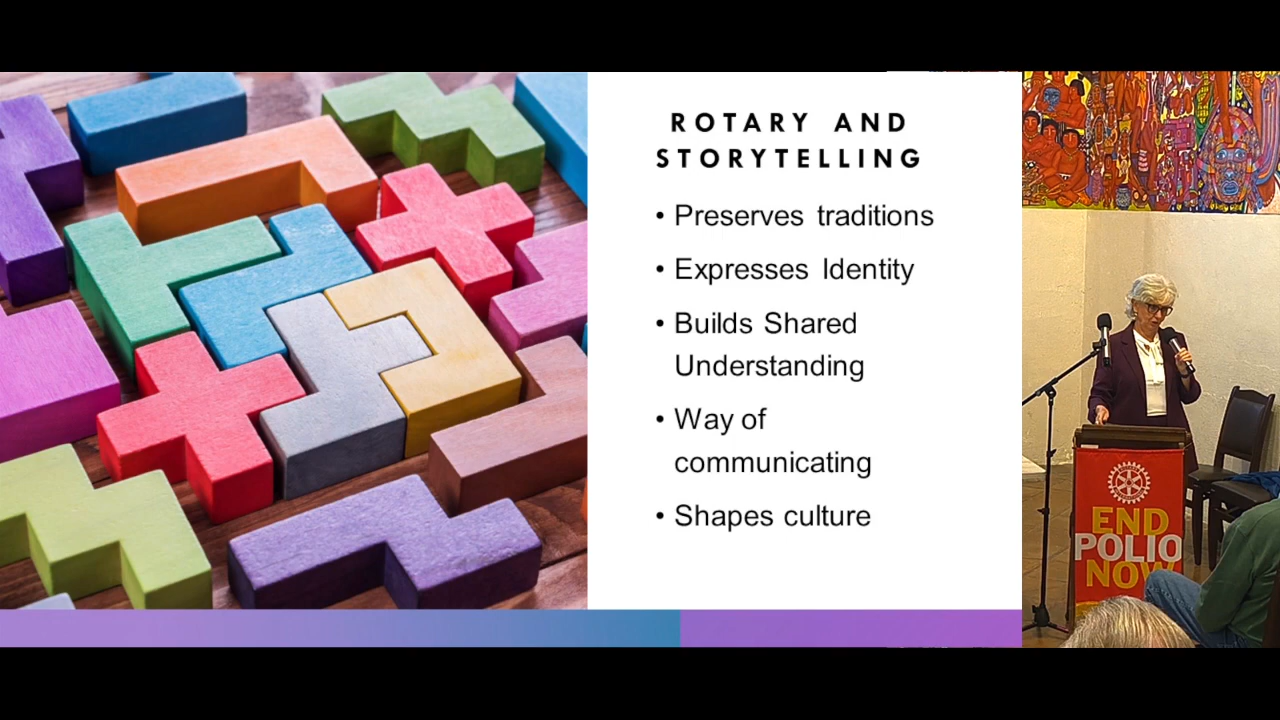 ROTARY AND
STORYTELLING
• Preserves traditions
• Expresses Identity
• Builds Shared
Understanding
• Way of
communicating
• Shapes culture
END
POLIO
NOW